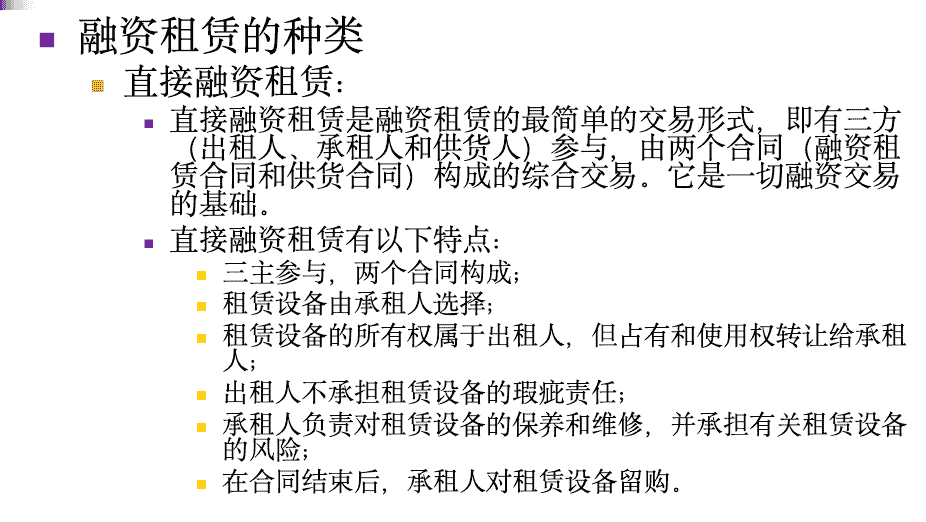 融资租赁的种类
直接融资租赁：
直接融资租赁是融资租赁的最简单的交易形式，即有三方
（出租人、承租人和供货人）参与，由两个合同（融资租
赁合同和供货合同）构成的综合交易。它是一切融资交易
的基础。
直接融资租赁有以下特点：
三主参与，两个合同构成；
租赁设备由承租人选择；
租赁设备的所有权属于出租人，但占有和使用权转让给承租
人；
出租人不承担租赁设备的瑕疵责任；
承租人负责对租赁设备的保养和维修，并承担有关租赁设备
的风险；
在合同结束后，承租人对租赁设备留购。